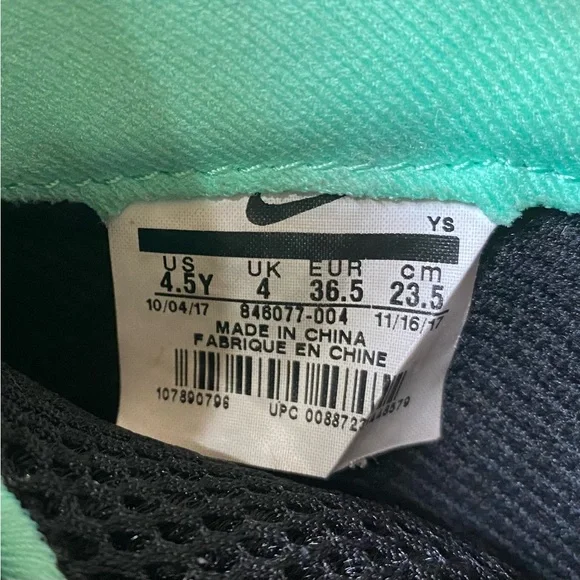 YS
US UK EUR cm
4.5Y 4 36.5 23.5
10/04/17 846077-004 11/16/17
MADE IN CHINA
FABRIQUE EN CHINE
107890796 UPC